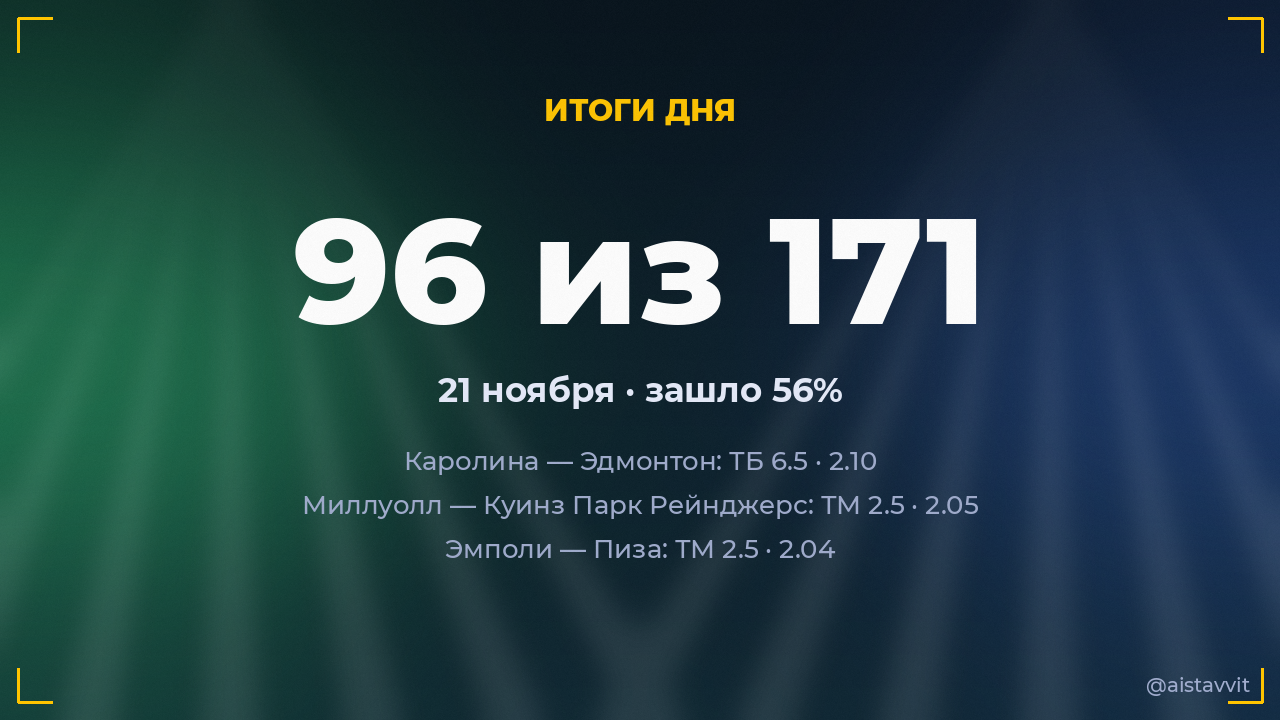 ИТОГИ ДНЯ
96 из 171
21 ноября · зашло 56%
Каролина — Эдмонтон: ТБ 6.5 · 2.10
Миллуолл — Куинз Парк Рейнджерс: ТМ 2.5 · 2.05
Эмполи — Пиза: ТМ 2.5 · 2.04
@aistavvit